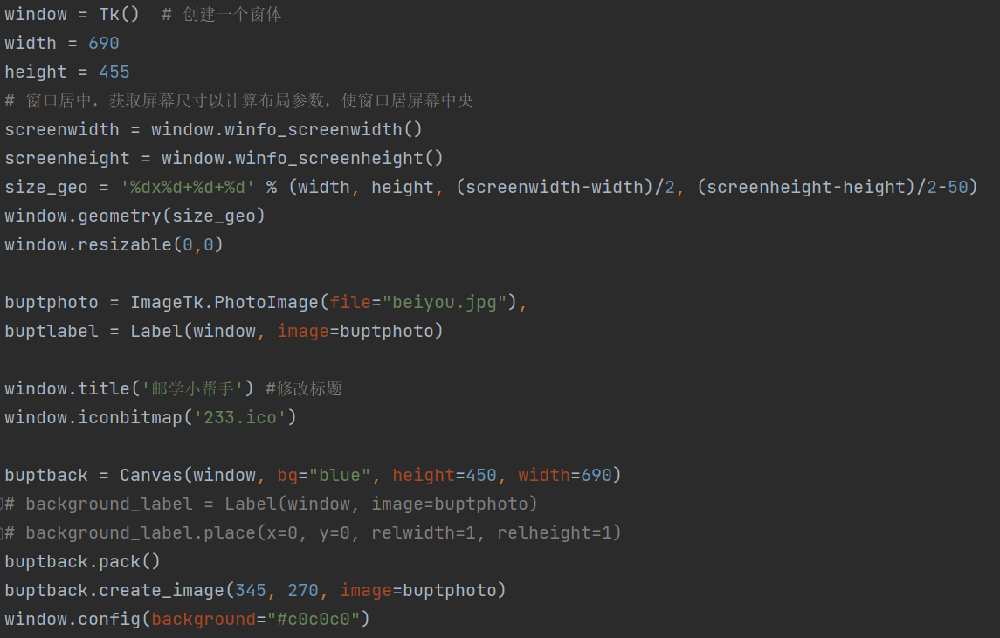 window = Tk()  # 创建一个窗体
width = 690
height = 455
# 窗口居中，获取屏幕尺寸以计算布局参数，使窗口居屏幕中央
screenwidth = window.winfo_screenwidth()
screenheight = window.winfo_screenheight()
size_geo = '%dx%d+%d+%d' % (width, height, (screenwidth-width)/2, (screenheight-height)/2-50)
window.geometry(size_geo)
window.resizable(0,0)
buptphoto = ImageTk.PhotoImage(file="beiyou.jpg"),
buptlabel = Label(window, image=buptphoto)
window.title('邮学小帮手') #修改标题
window.iconbitmap('233.ico')
buptback = Canvas(window, bg="blue", height=450, width=690)
# background_label = Label(window, image=buptphoto)
# background_label.place(x=0, y=0, relwidth=1, relheight=1)
buptback.pack()
buptback.create_image(345, 270, image=buptphoto)
window.config(background="#c0c0c0")